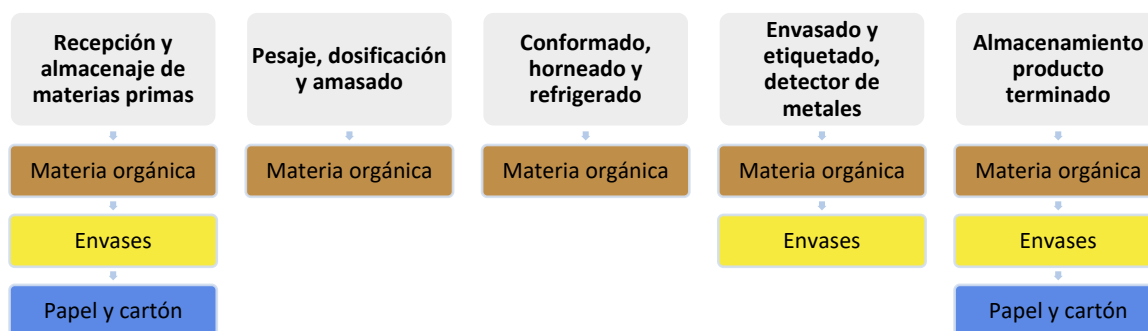 Recepción y
almacenaje de
materias primas
Materia orgánica
Envases
Papel y cartón
Pesaje, dosificación
y amasado
Materia orgánica
Conformado,
horneado y
refrigerado
Materia orgánica
Envasado y
etiquetado,
detector de
metales
Materia orgánica
Envases
Almacenamiento
producto
terminado
Materia orgánica
Envases
Papel y cartón